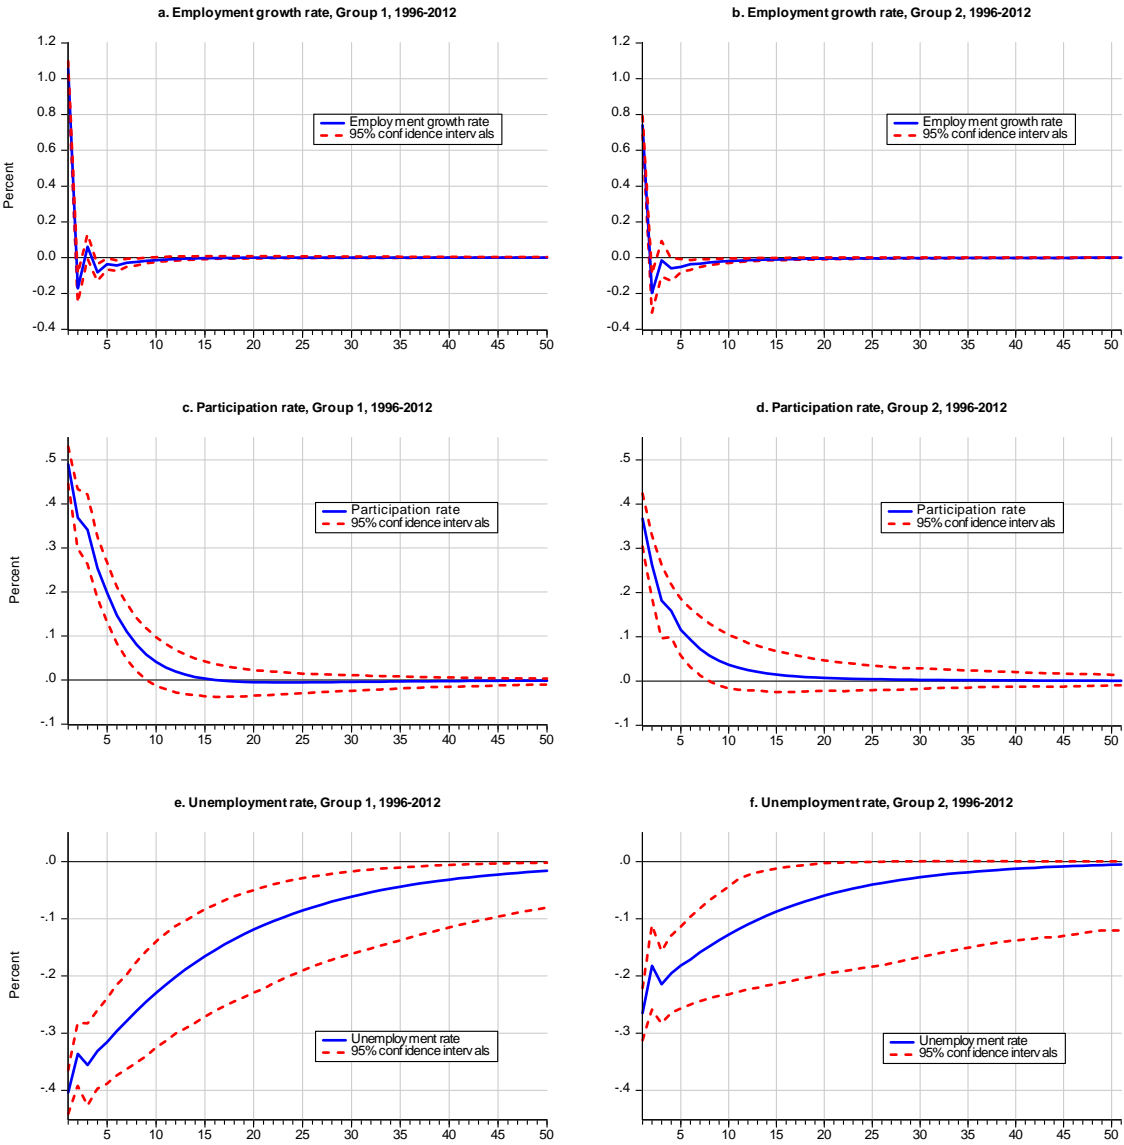 a. Employment growth rate, Group 1, 1996-2012
1.2
1.0
0.8
0.6
0.4
0.2
0.0
-0.2
-0.4
Percent
Employment growth rate
95% confidence intervals
5 10 15 20 25 30 35 40 45 50
b. Employment growth rate, Group 2, 1996-2012
1.2
1.0
0.8
0.6
0.4
0.2
0.0
-0.2
-0.4
Employment growth rate
95% confidence intervals
5 10 15 20 25 30 35 40 45 50
c. Participation rate, Group 1, 1996-2012
.5
.4
.3
.2
.1
.0
-.1
Percent
Participation rate
95% confidence intervals
5 10 15 20 25 30 35 40 45 50
d. Participation rate, Group 2, 1996-2012
.5
.4
.3
.2
.1
.0
-.1
Participation rate
95% confidence intervals
5 10 15 20 25 30 35 40 45 50
e. Unemployment rate, Group 1, 1996-2012
.0
-.1
-.2
-.3
-.4
Percent
Unemployment rate
95% confidence intervals
5 10 15 20 25 30 35 40 45 50
f. Unemployment rate, Group 2, 1996-2012
.0
-.1
-.2
-.3
-.4
Unemployment rate
95% confidence intervals
5 10 15 20 25 30 35 40 45 50